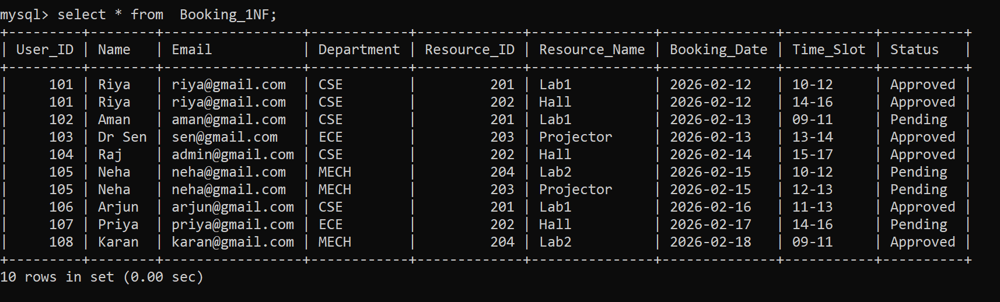 mysql> select * from  Booking_1NF;
+---------+--------+-----------------+------------+-------------+---------------+--------------+-----------+----------+
| User_ID | Name   | Email           | Department | Resource_ID | Resource_Name | Booking_Date | Time_Slot | Status   |
+---------+--------+-----------------+------------+-------------+---------------+--------------+-----------+----------+
|     101 | Riya   | riya@gmail.com  | CSE        |         201 | Lab1          | 2026-02-12   | 10-12     | Approved |
|     101 | Riya   | riya@gmail.com  | CSE        |         202 | Hall          | 2026-02-12   | 14-16     | Approved |
|     102 | Aman   | aman@gmail.com  | CSE        |         201 | Lab1          | 2026-02-13   | 09-11     | Pending  |
|     103 | Dr Sen | sen@gmail.com   | ECE        |         203 | Projector     | 2026-02-13   | 13-14     | Approved |
|     104 | Raj    | admin@gmail.com | CSE        |         202 | Hall          | 2026-02-14   | 15-17     | Approved |
|     105 | Neha   | neha@gmail.com  | MECH       |         204 | Lab2          | 2026-02-15   | 10-12     | Pending  |
|     105 | Neha   | neha@gmail.com  | MECH       |         203 | Projector     | 2026-02-15   | 12-13     | Pending  |
|     106 | Arjun  | arjun@gmail.com | CSE        |         201 | Lab1          | 2026-02-16   | 11-13     | Approved |
|     107 | Priya  | priya@gmail.com | ECE        |         202 | Hall          | 2026-02-17   | 14-16     | Pending  |
|     108 | Karan  | karan@gmail.com | MECH       |         204 | Lab2          | 2026-02-18   | 09-11     | Approved |
+---------+--------+-----------------+------------+-------------+---------------+--------------+-----------+----------+
10 rows in set (0.00 sec)